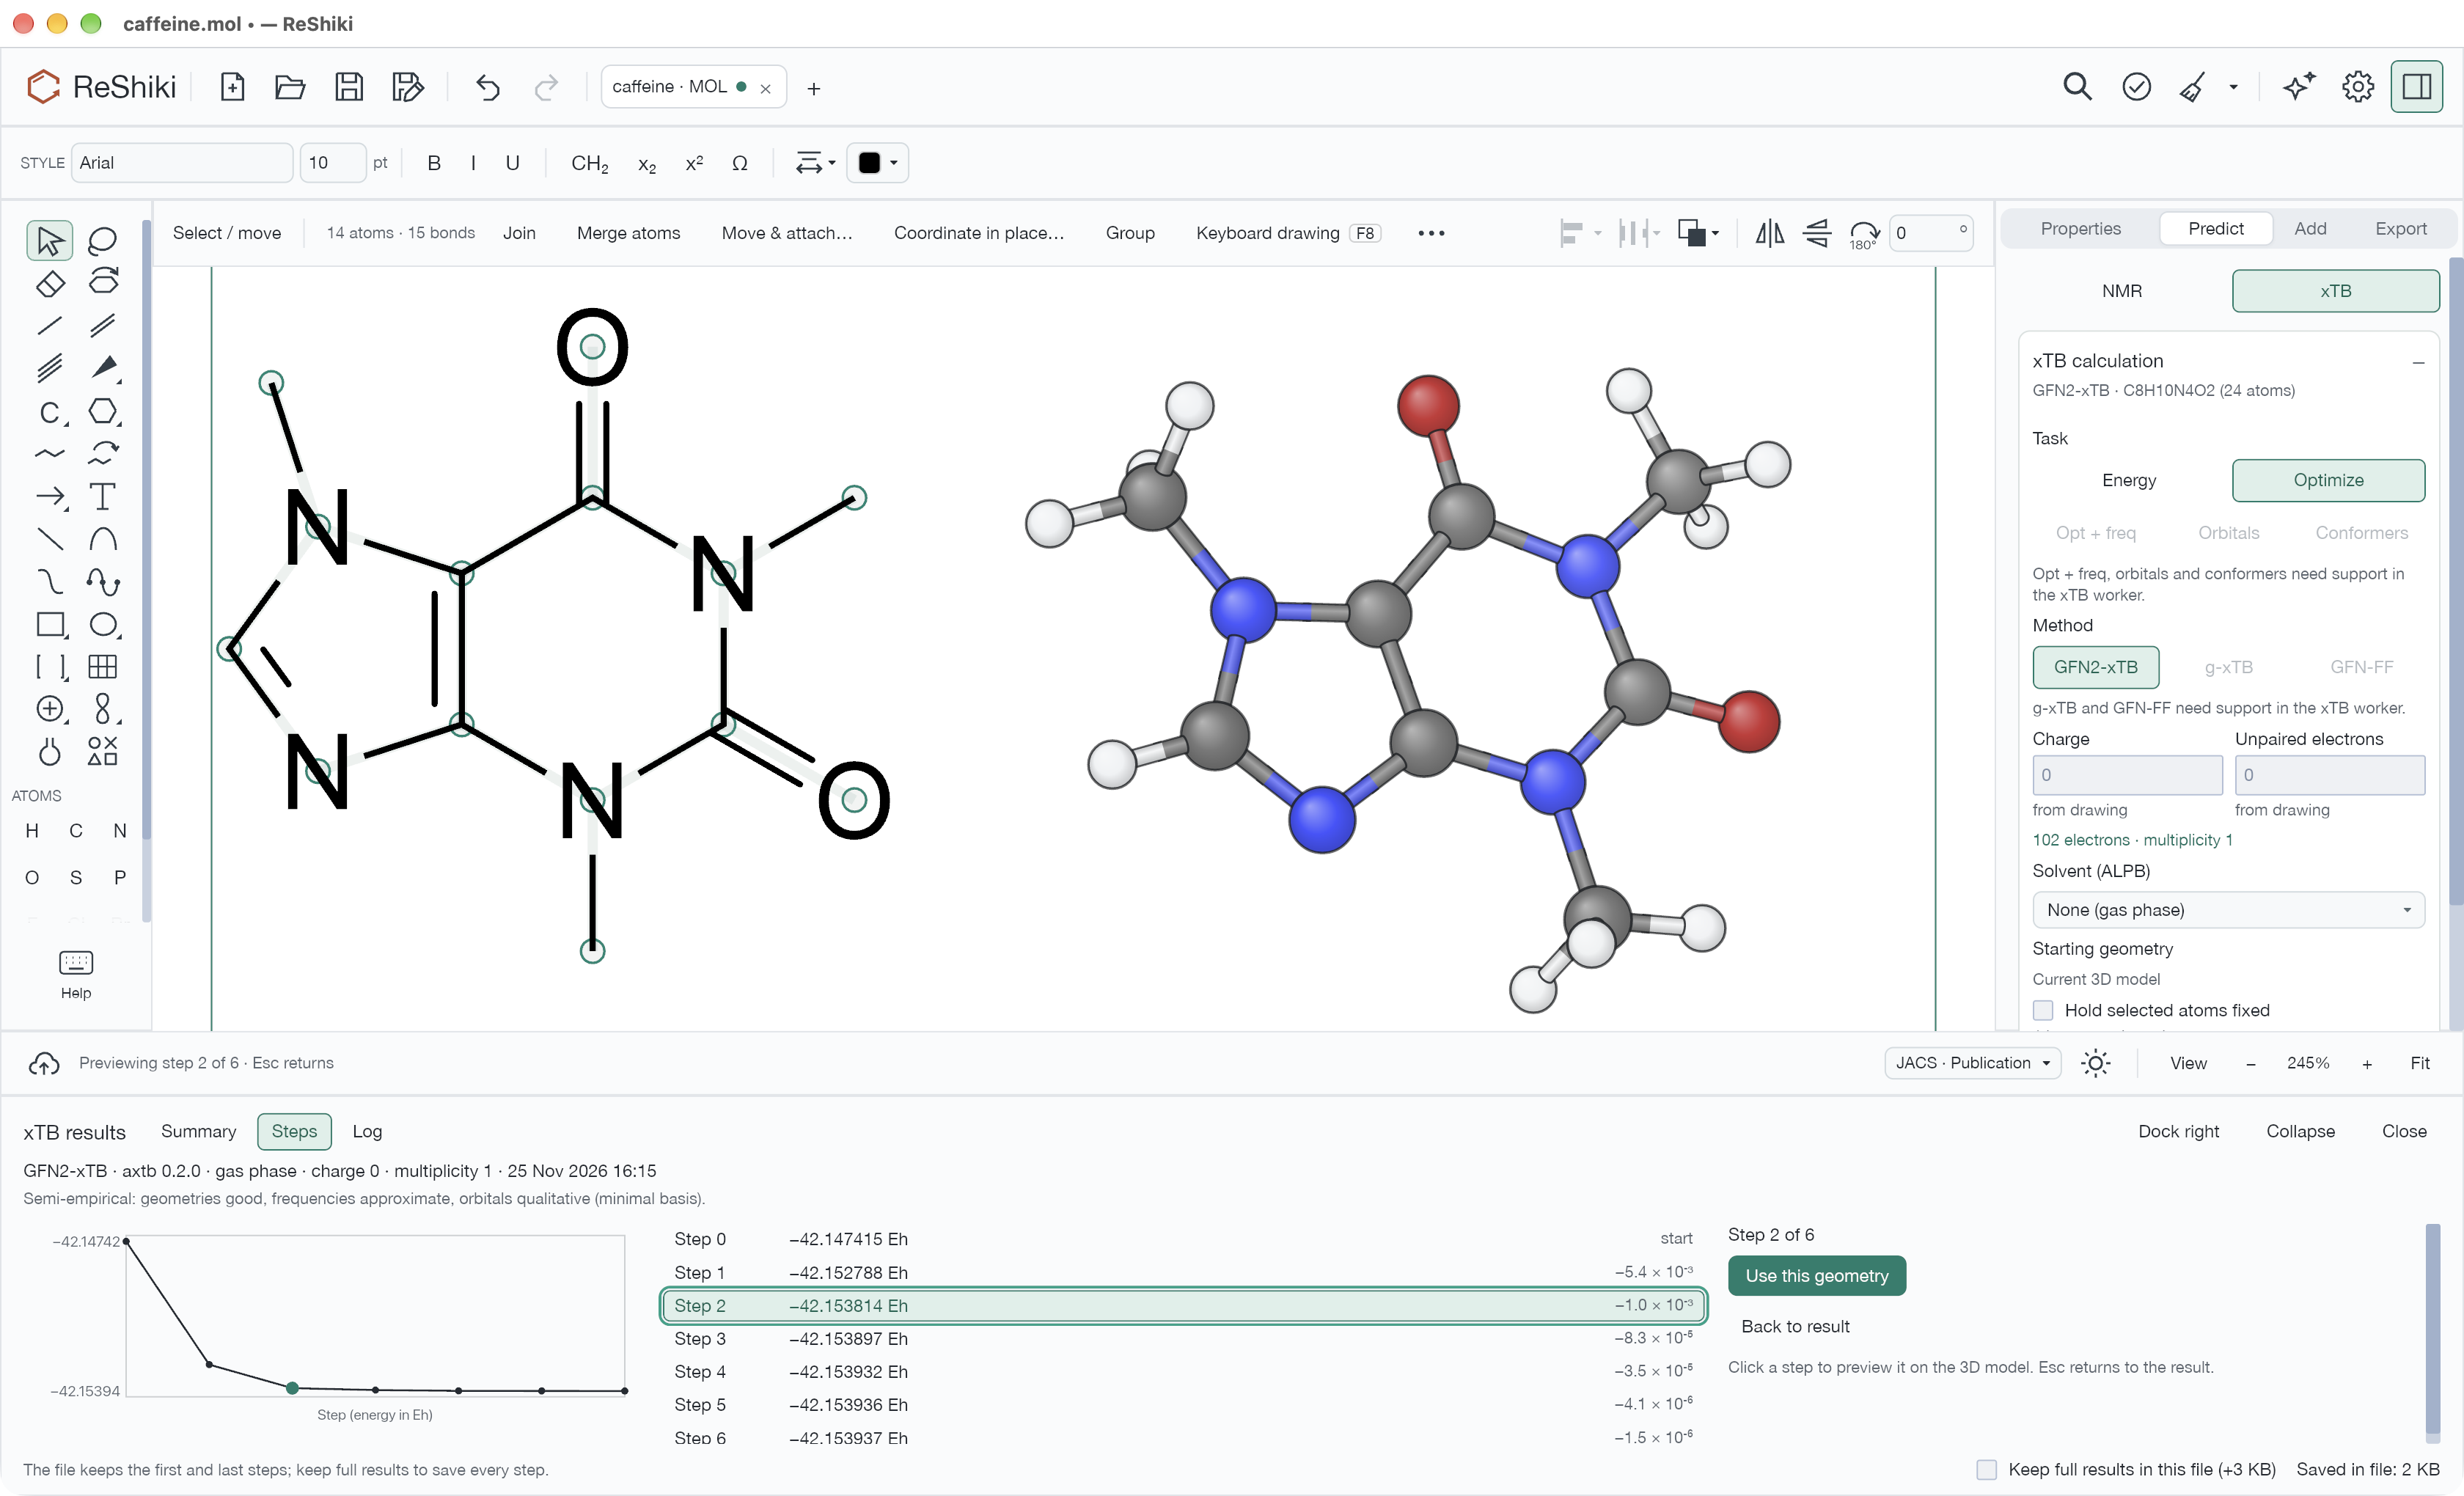 caffeine.mol • — ReShiki
ReShiki
caffeine · MOL
STYLE Arial 10 pt B I U CH₂ x₂ x² Ω
Select / move 14 atoms · 15 bonds Join Merge atoms Move & attach... Coordinate in place... Group Keyboard drawing F8 180° 0 °
Properties Predict Add Export
NMR xTB
xTB calculation
GFN2-xTB · C8H10N4O2 (24 atoms)
Task
Energy Optimize
Opt + freq Orbitals Conformers
Opt + freq, orbitals and conformers need support in
the xTB worker.
Method
GFN2-xTB g-xTB GFN-FF
g-xTB and GFN-FF need support in the xTB worker.
Charge Unpaired electrons
0 0
from drawing from drawing
102 electrons · multiplicity 1
Solvent (ALPB)
None (gas phase)
Starting geometry
Current 3D model
Hold selected atoms fixed
C
T
ATOMS
H C N
O S P
Help
O
N
N
N
N
O
Previewing step 2 of 6 · Esc returns
JACS · Publication View − 245% + Fit
xTB results Summary Steps Log Dock right Collapse Close
GFN2-xTB · axtb 0.2.0 · gas phase · charge 0 · multiplicity 1 · 25 Nov 2026 16:15
Semi-empirical: geometries good, frequencies approximate, orbitals qualitative (minimal basis).
−42.14742
−42.15394
Step (energy in Eh)
Step 0 −42.147415 Eh start
Step 1 −42.152788 Eh −5.4 × 10⁻³
Step 2 −42.153814 Eh −1.0 × 10⁻³
Step 3 −42.153897 Eh −8.3 × 10⁻⁵
Step 4 −42.153932 Eh −3.5 × 10⁻⁵
Step 5 −42.153936 Eh −4.1 × 10⁻⁶
Step 6 −42.153937 Eh −1.5 × 10⁻⁶
Step 2 of 6
Use this geometry
Back to result
Click a step to preview it on the 3D model. Esc returns to the result.
The file keeps the first and last steps; keep full results to save every step.
Keep full results in this file (+3 KB) Saved in file: 2 KB